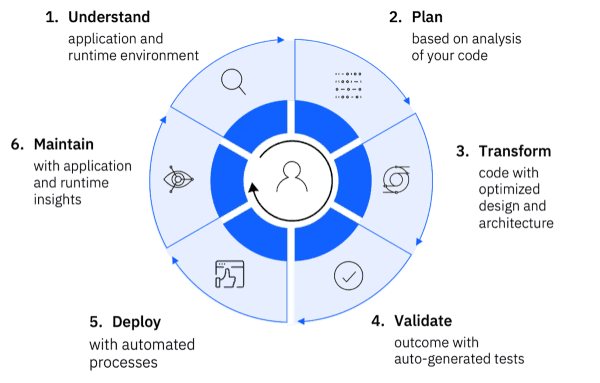 1. Understand
application and
runtime environment
2. Plan
based on analysis
of your code
3. Transform
code with
optimized
design and
architecture
4. Validate
outcome with
auto-generated tests
5. Deploy
with automated
processes
6. Maintain
with application
and runtime
insights